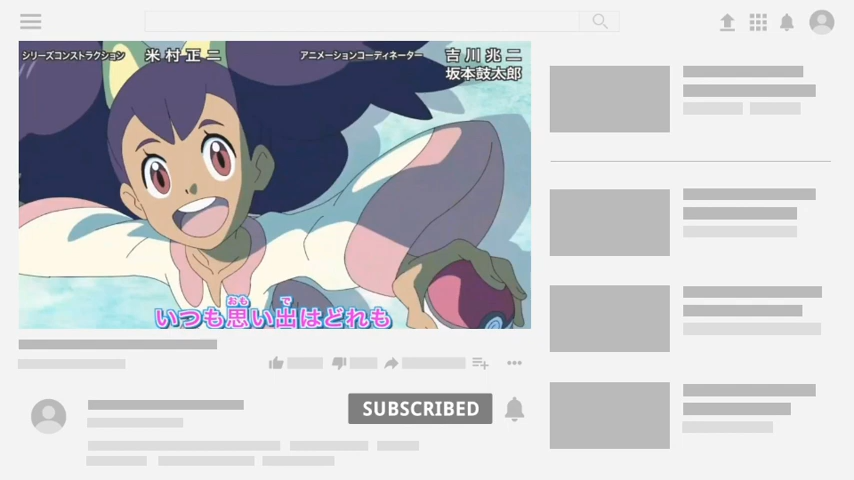 シリーズコンストラクション 米村正二
アニメーションコーディネーター 吉川兆二
坂本鼓太郎
おも で
いつも思い出はどれも
SUBSCRIBED